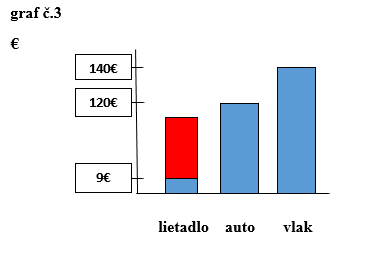 graf č.3
€
140€
120€
9€
lietadlo auto vlak